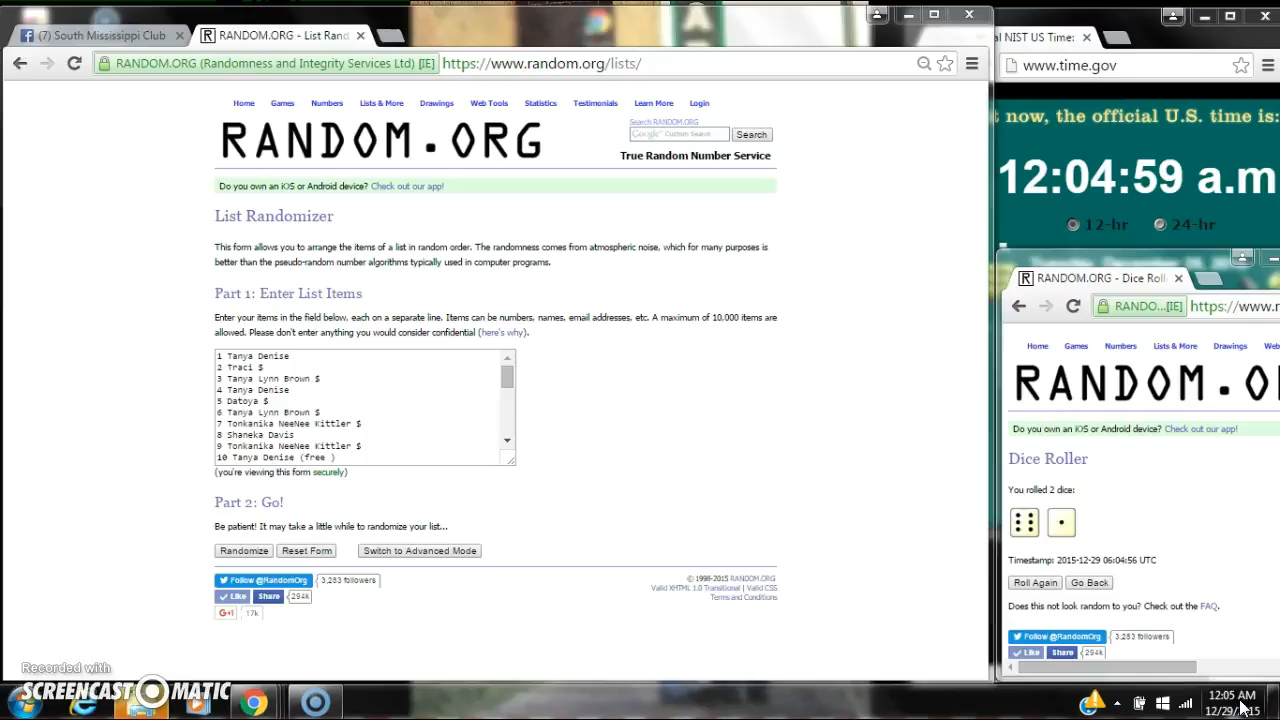 (7) South Mississippi Club
RANDOM.ORG - List Rand
RANDOM.ORG (Randomness and Integrity Services Ltd) [IE]
https://www.random.org/lists/
Home Games Numbers Lists & More Drawings Web Tools Statistics Testimonials Learn More Login
RANDOM.ORG
Search RANDOM.ORG
Google™ Custom Search
Search
True Random Number Service
Do you own an iOS or Android device? Check out our app!
List Randomizer
This form allows you to arrange the items of a list in random order. The randomness comes from atmospheric noise, which for many purposes is
better than the pseudo-random number algorithms typically used in computer programs.
Part 1: Enter List Items
Enter your items in the field below, each on a separate line. Items can be numbers, names, email addresses, etc. A maximum of 10,000 items are
allowed. Please don't enter anything you would consider confidential (here's why).
1 Tanya Denise
2 Traci $
3 Tanya Lynn Brown $
4 Tanya Denise
5 Datoya $
6 Tanya Lynn Brown $
7 Tonkanika NeeNee Kittler $
8 Shaneka Davis
9 Tonkanika NeeNee Kittler $
10 Tanya Denise (free )
(you're viewing this form securely)
Part 2: Go!
Be patient! It may take a little while to randomize your list...
Randomize
Reset Form
Switch to Advanced Mode
Follow @RandomOrg
3,283 followers
Like
Share
294k
G+1
17k
© 1998-2015 RANDOM.ORG
Valid XHTML 1.0 Transitional | Valid CSS
Terms and Conditions
al NIST US Time:
www.time.gov
t now, the official U.S. time is:
12:04:59 a.m
12-hr
24-hr
RANDOM.ORG - Dice Roll
RANDO...[IE]
https://www.r
Home Games Numbers Lists & More Drawings Web
RANDOM.O
Do you own an iOS or Android device? Check out our app!
Dice Roller
You rolled 2 dice:
Timestamp: 2015-12-29 06:04:56 UTC
Roll Again
Go Back
Does this not look random to you? Check out the FAQ.
Follow @RandomOrg
3,283 followers
Like
Share
294k
Recorded with
SCREENCAST-O-MATIC
12:05 AM